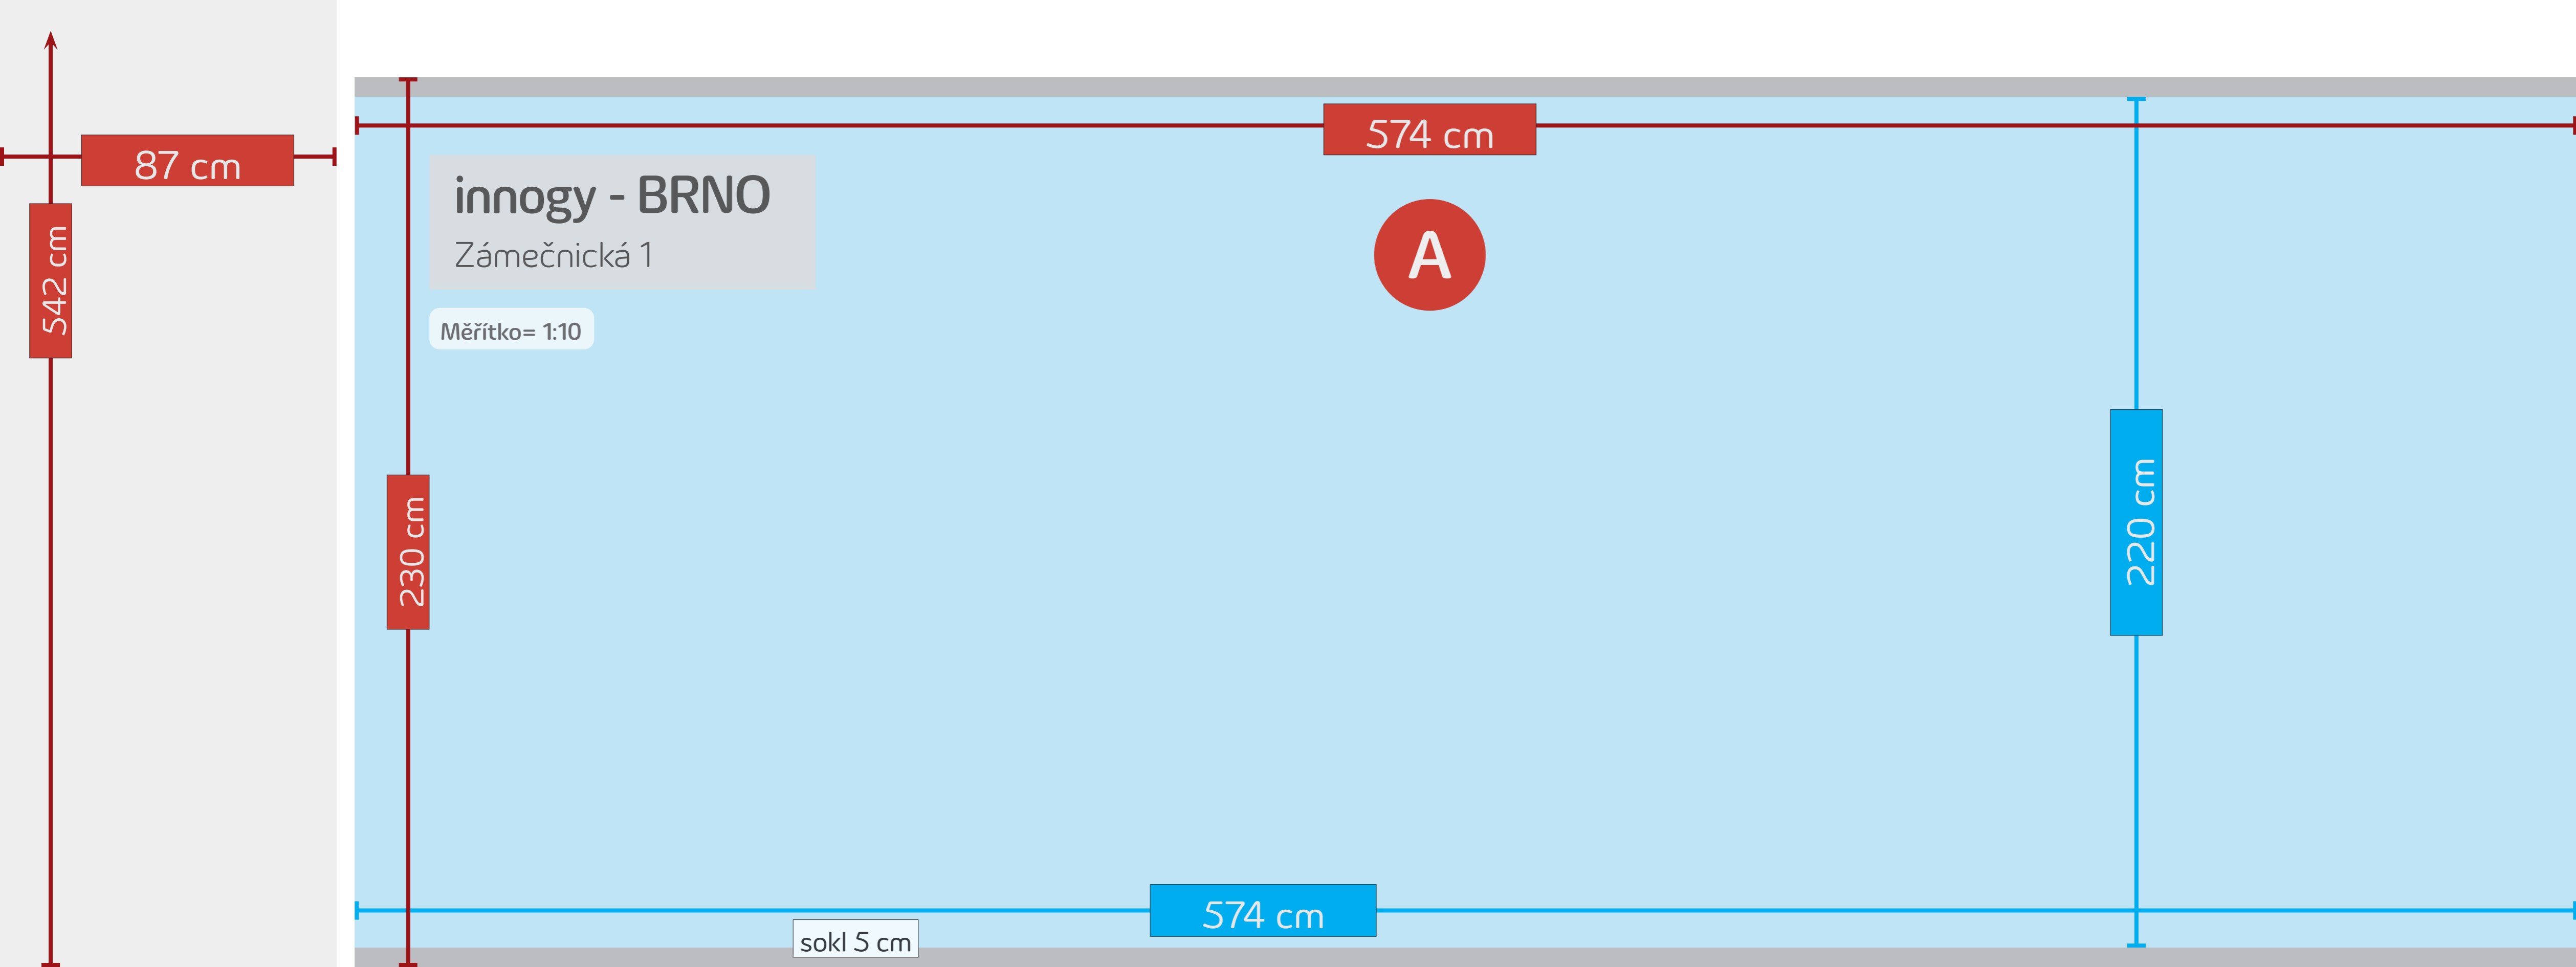 87 cm
542 cm
574 cm
innogy - BRNO
Zámečnická 1
A
Měřítko= 1:10
230 cm
220 cm
574 cm
sokl 5 cm